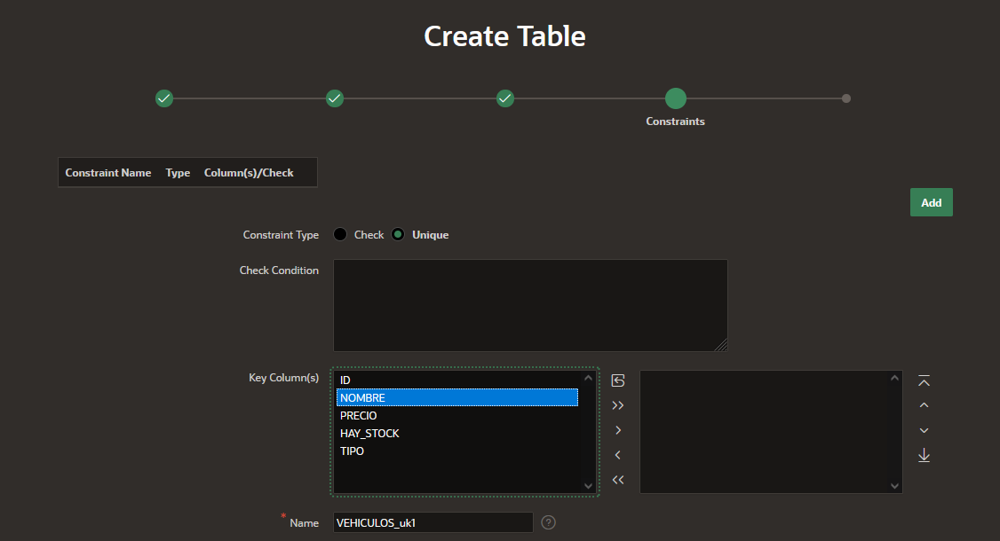 Create Table
Constraints
Constraint Name Type Column(s)/Check
Add
Constraint Type Check Unique
Check Condition
Key Column(s)
ID
NOMBRE
PRECIO
HAY_STOCK
TIPO
* Name VEHICULOS_uk1 ?